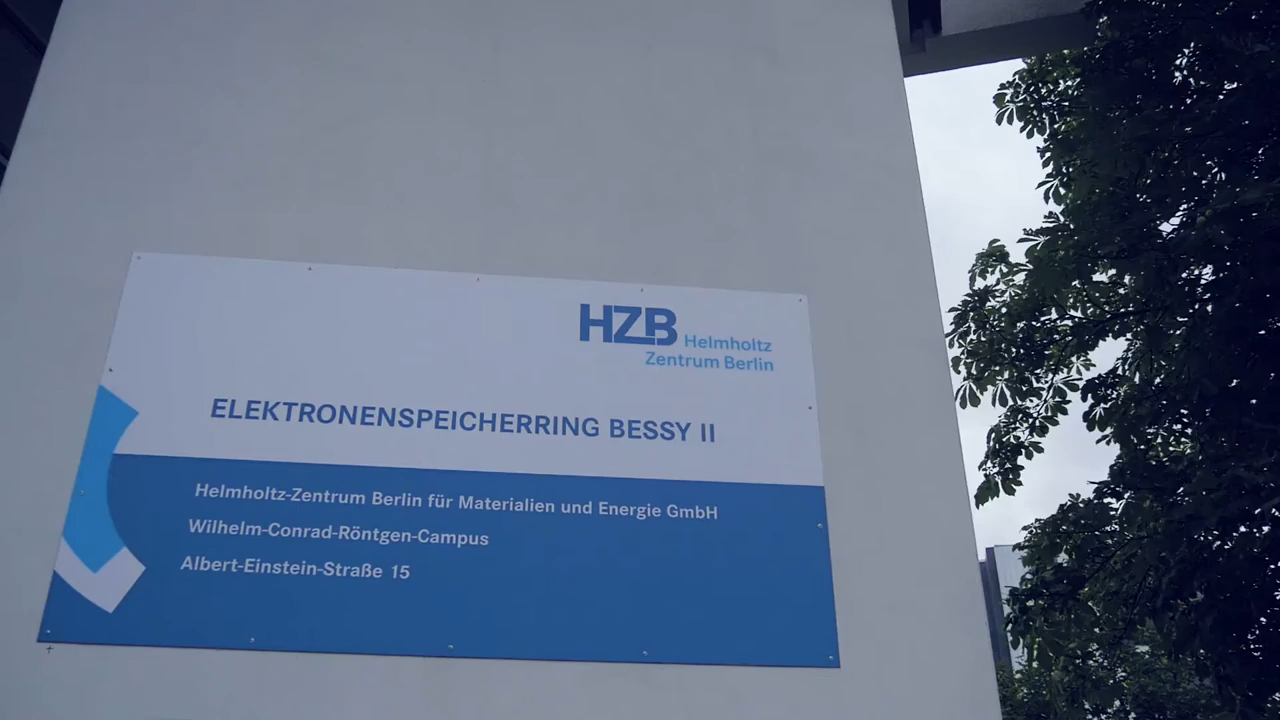 HZB Helmholtz
Zentrum Berlin
ELEKTRONENSPEICHERRING BESSY II
Helmholtz-Zentrum Berlin für Materialien und Energie GmbH
Wilhelm-Conrad-Röntgen-Campus
Albert-Einstein-Straße 15